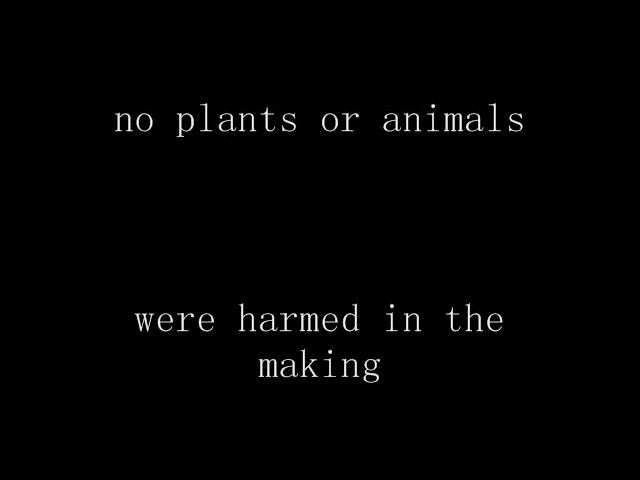 no plants or animals
were harmed in the
making